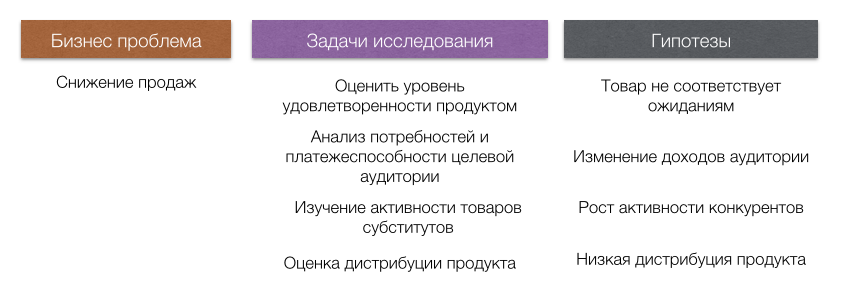 Бизнес проблема
Задачи исследования
Гипотезы
Снижение продаж
Оценить уровень
удовлетворенности продуктом
Товар не соответствует
ожиданиям
Анализ потребностей и
платежеспособности целевой
аудитории
Изменение доходов аудитории
Изучение активности товаров
субститутов
Рост активности конкурентов
Оценка дистрибуции продукта
Низкая дистрибуция продукта